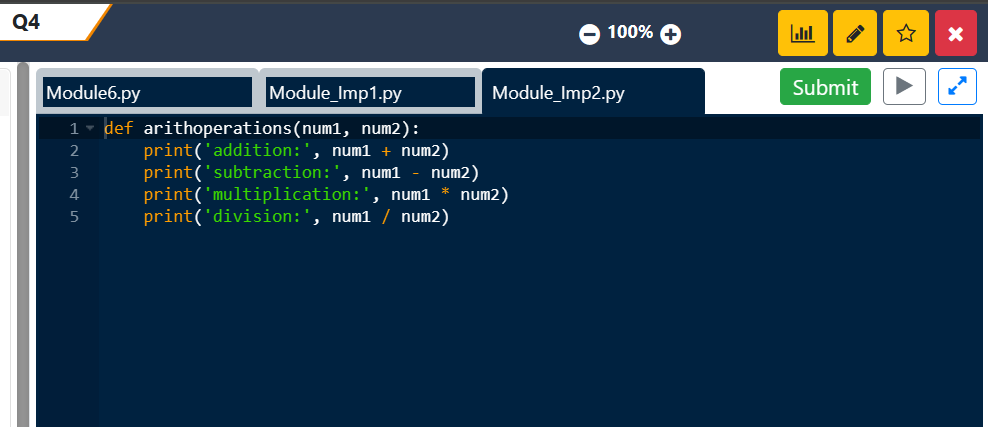 Q4
100%
Module6.py
Module_Imp1.py
Module_Imp2.py
Submit
1 def arithoperations(num1, num2):
2     print('addition:', num1 + num2)
3     print('subtraction:', num1 - num2)
4     print('multiplication:', num1 * num2)
5     print('division:', num1 / num2)